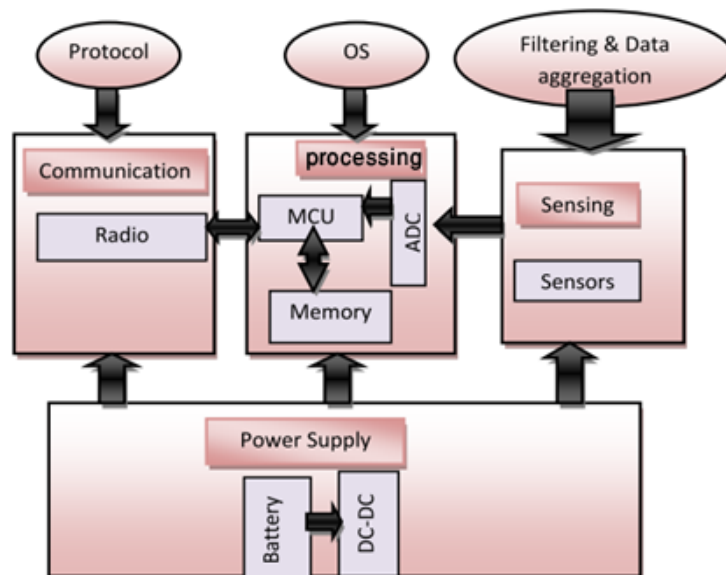 Protocol
OS
Filtering & Data
aggregation
Communication
Radio
processing
MCU
ADC
Memory
Sensing
Sensors
Power Supply
Battery
DC-DC